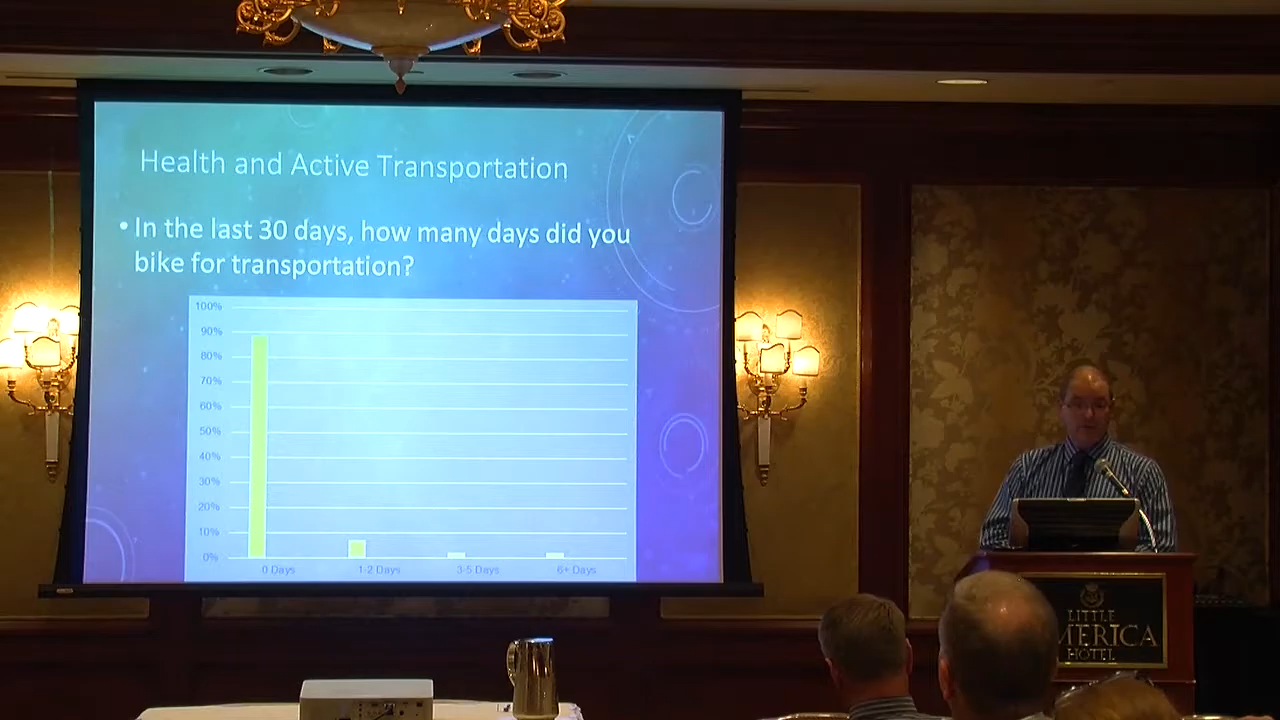 Health and Active Transportation
• In the last 30 days, how many days did you
bike for transportation?
100%
90%
80%
70%
60%
50%
40%
30%
20%
10%
0%
0 Days
1-2 Days
3-5 Days
6+ Days
LITTLE
MERICA
HOTEL